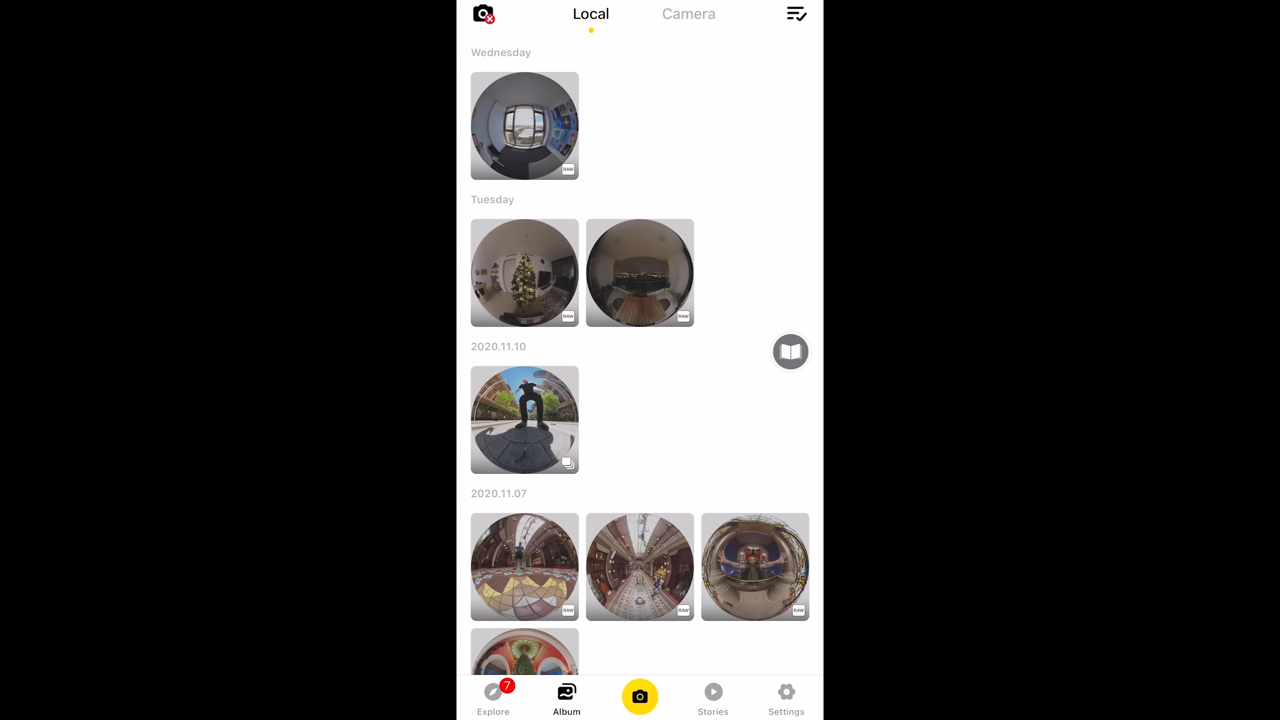 Local Camera
Wednesday
RAW
Tuesday
RAW RAW
2020.11.10
2020.11.07
RAW RAW RAW
7
Explore Album Stories Settings